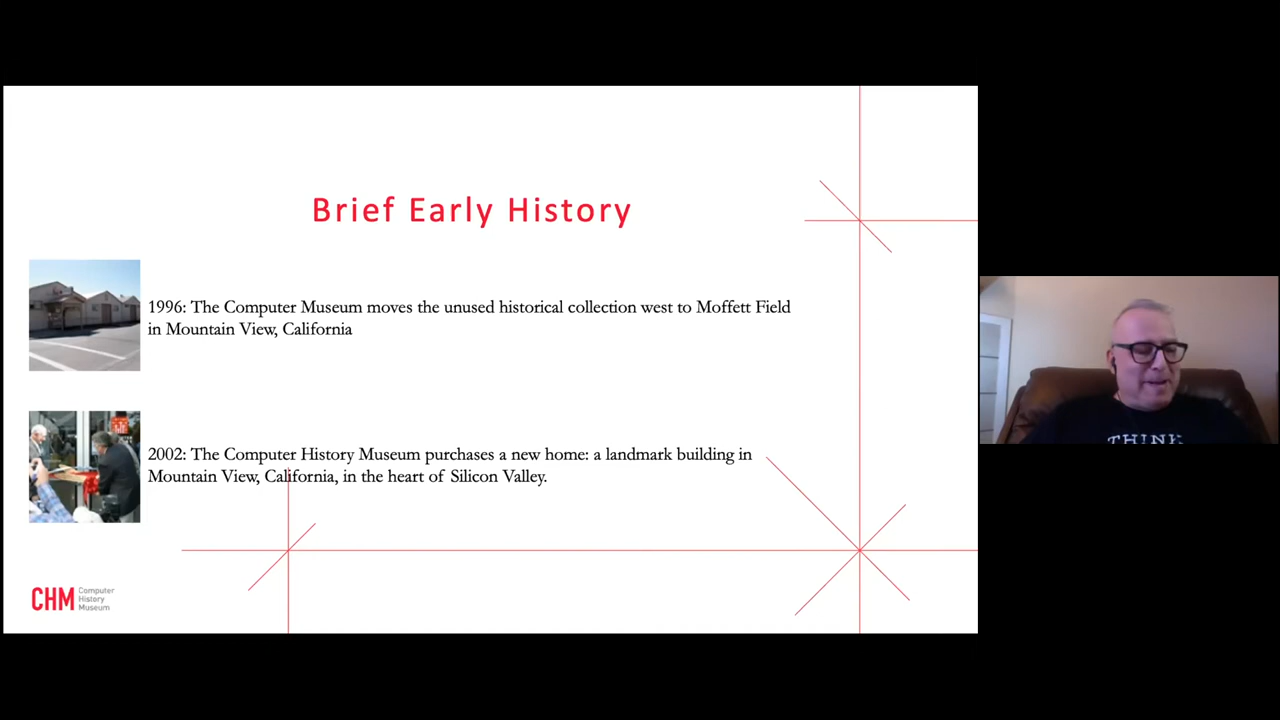 Brief Early History
1996: The Computer Museum moves the unused historical collection west to Moffett Field
in Mountain View, California
2002: The Computer History Museum purchases a new home: a landmark building in
Mountain View, California, in the heart of Silicon Valley.
CHM
Computer
History
Museum
THINK